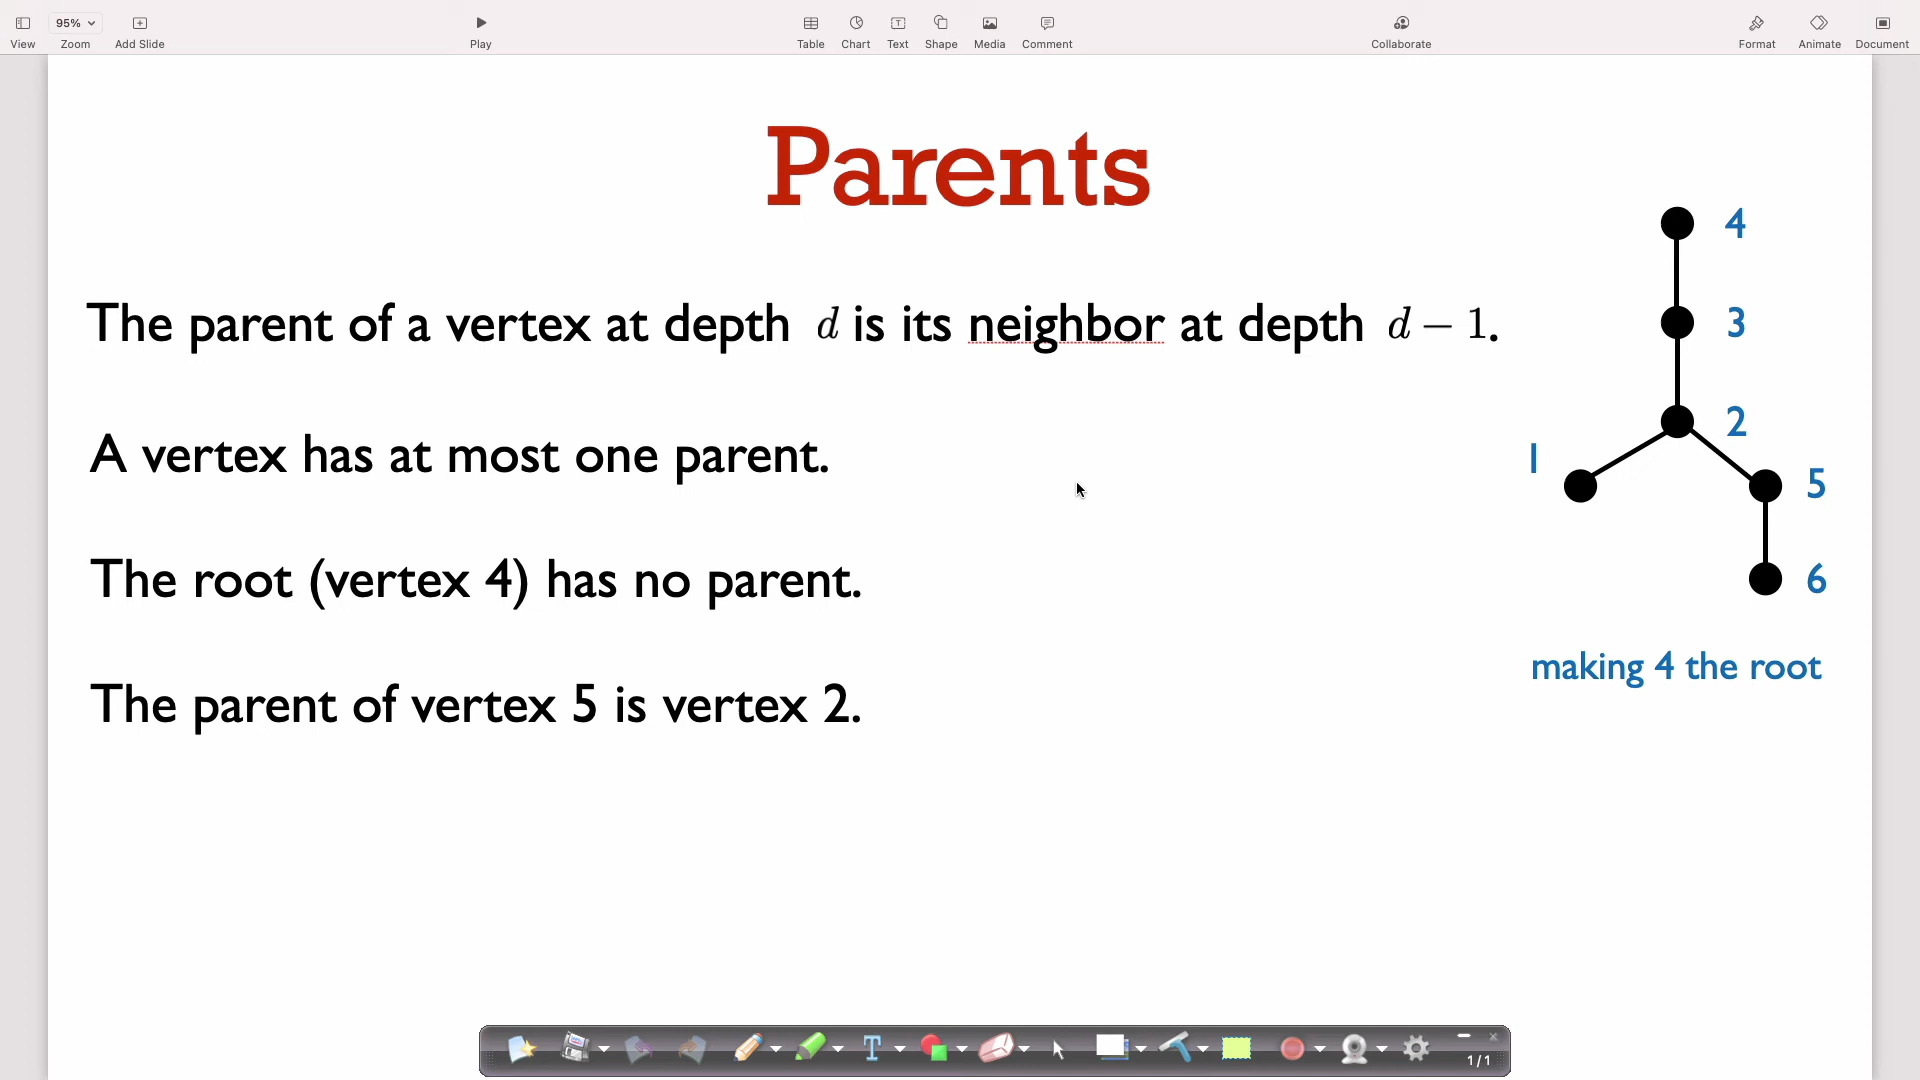 95%
View
Zoom
Add Slide
Play
Table
Chart
Text
Shape
Media
Comment
Collaborate
Format
Animate
Document
Parents
4
The parent of a vertex at depth d is its neighbor at depth d − 1.
3
2
A vertex has at most one parent.
1
5
The root (vertex 4) has no parent.
6
making 4 the root
The parent of vertex 5 is vertex 2.
T
1/1